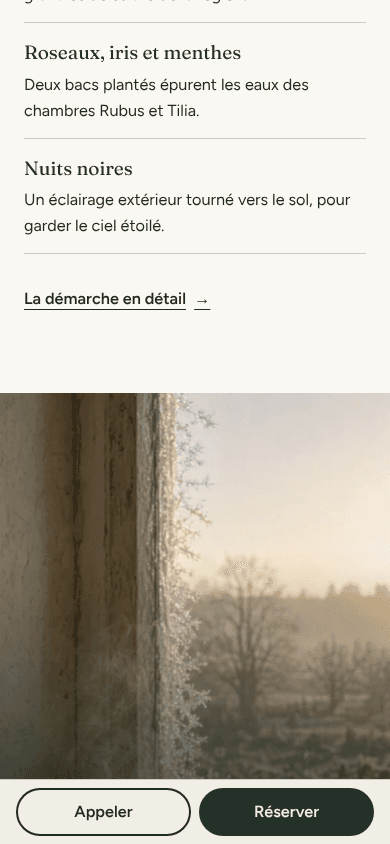 Roseaux, iris et menthes
Deux bacs plantés épurent les eaux des
chambres Rubus et Tilia.
Nuits noires
Un éclairage extérieur tourné vers le sol, pour
garder le ciel étoilé.
La démarche en détail →
Appeler
Réserver